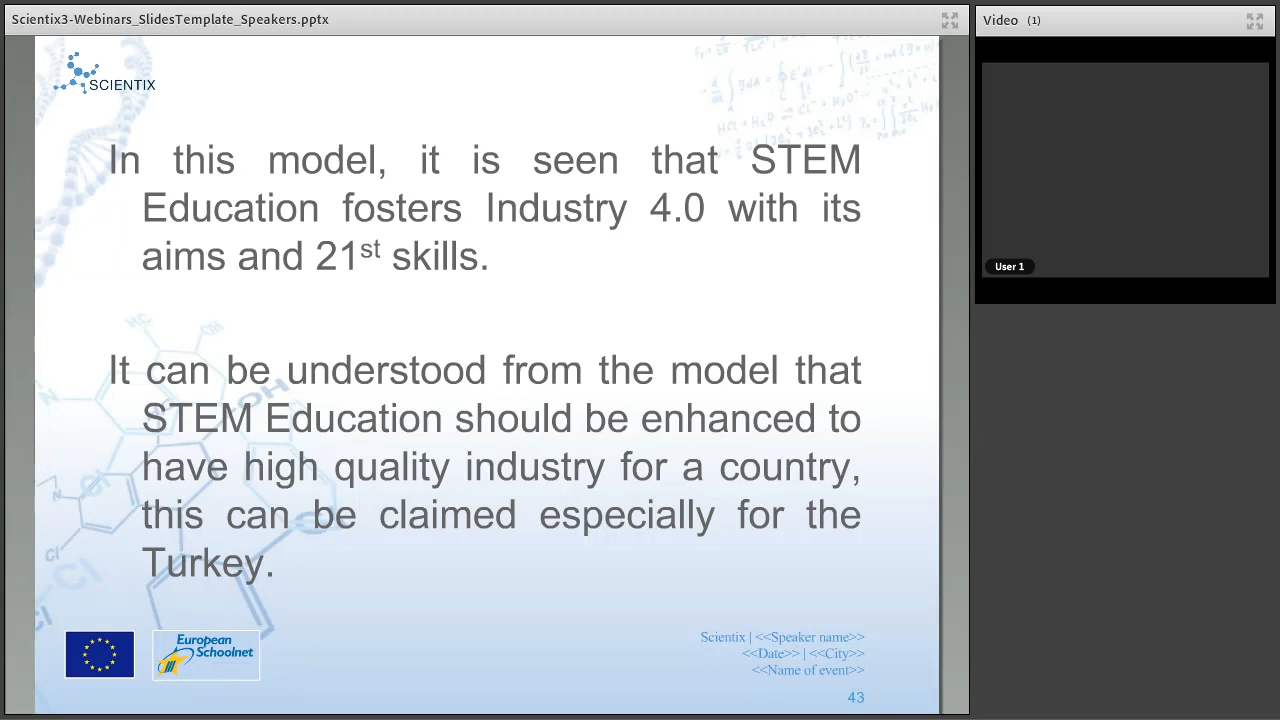 Scientix3-Webinars_SlidesTemplate_Speakers.pptx
Video (1)
SCIENTIX
In this model, it is seen that STEM
Education fosters Industry 4.0 with its
aims and 21st skills.
It can be understood from the model that
STEM Education should be enhanced to
have high quality industry for a country,
this can be claimed especially for the
Turkey.
User 1
European
Schoolnet
Scientix | <<Speaker name>>
<<Date>> | <<City>>
<<Name of event>>
43